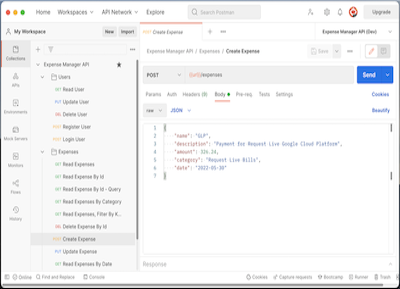 Home Workspaces API Network Explore
Search Postman
Upgrade
My Workspace
New Import
POST Create Expense
Expense Manager API (Dev)
Collections
APIs
Environments
Mock Servers
Monitors
Flows
History
Expense Manager API
Users
GET Read User
PUT Update User
DEL Delete User
POST Register User
POST Login User
Expenses
GET Read Expenses
GET Read Expense By Id
GET Read Expense By Id - Query
GET Read Expenses By Category
GET Read Expenses, Filter By K...
DEL Delete Expense By Id
POST Create Expense
PUT Update Expense
GET Read Expenses By Date
Expense Manager API / Expenses / Create Expense
Save
POST
{{url}}/expenses
Send
Params Auth Headers (9) Body Pre-req. Tests Settings
Cookies
raw JSON
Beautify
1 {
2 "name": "GLP",
3 "description": "Payment for Request Live Google Cloud Platform",
4 "amount": 326.24,
5 "category": "Request Live Bills",
6 "date": "2022-05-30"
7 }
Response
Online Find and Replace Console
Cookies Capture requests Bootcamp Runner Trash